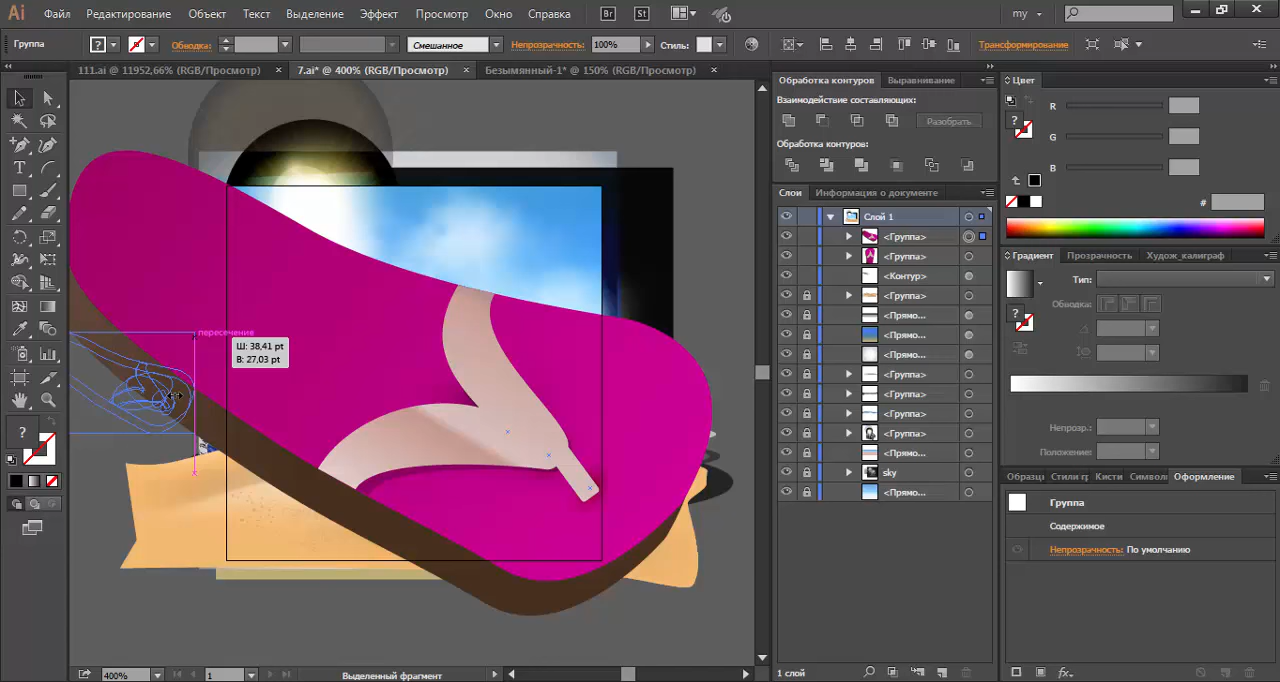 Ai Файл Редактирование Объект Текст Выделение Эффект Просмотр Окно Справка Br St my
Группа ? Обводка: Смешанные Непрозрачность: 100% Стиль: Трансформирование
111.ai @ 11952,66% (RGB/Просмотр) × 7.ai* @ 400% (RGB/Просмотр) × Безымянный-1* @ 150% (RGB/Просмотр) ×
Обработка контуров Выравнивание
Взаимодействие составляющих:
Разобрать
Обработка контуров:
Слои Информация о документе
Слой 1
<Группа>
<Группа>
<Контур>
<Группа>
<Прямо...
<Прямо...
<Прямо...
<Группа>
<Группа>
<Группа>
<Группа>
<Прямо...
sky
<Прямо...
1 слой
Цвет
R
G
B
#
Градиент Прозрачность Худож_калиграф
Тип:
Обводка:
Непрозр.:
Положение:
Образцы Стили гр Кисти Символы Оформление
Группа
Содержимое
Непрозрачность: По умолчанию
fx
пересечение
Ш: 38,41 pt
В: 27,03 pt
400% 1 Выделенный фрагмент